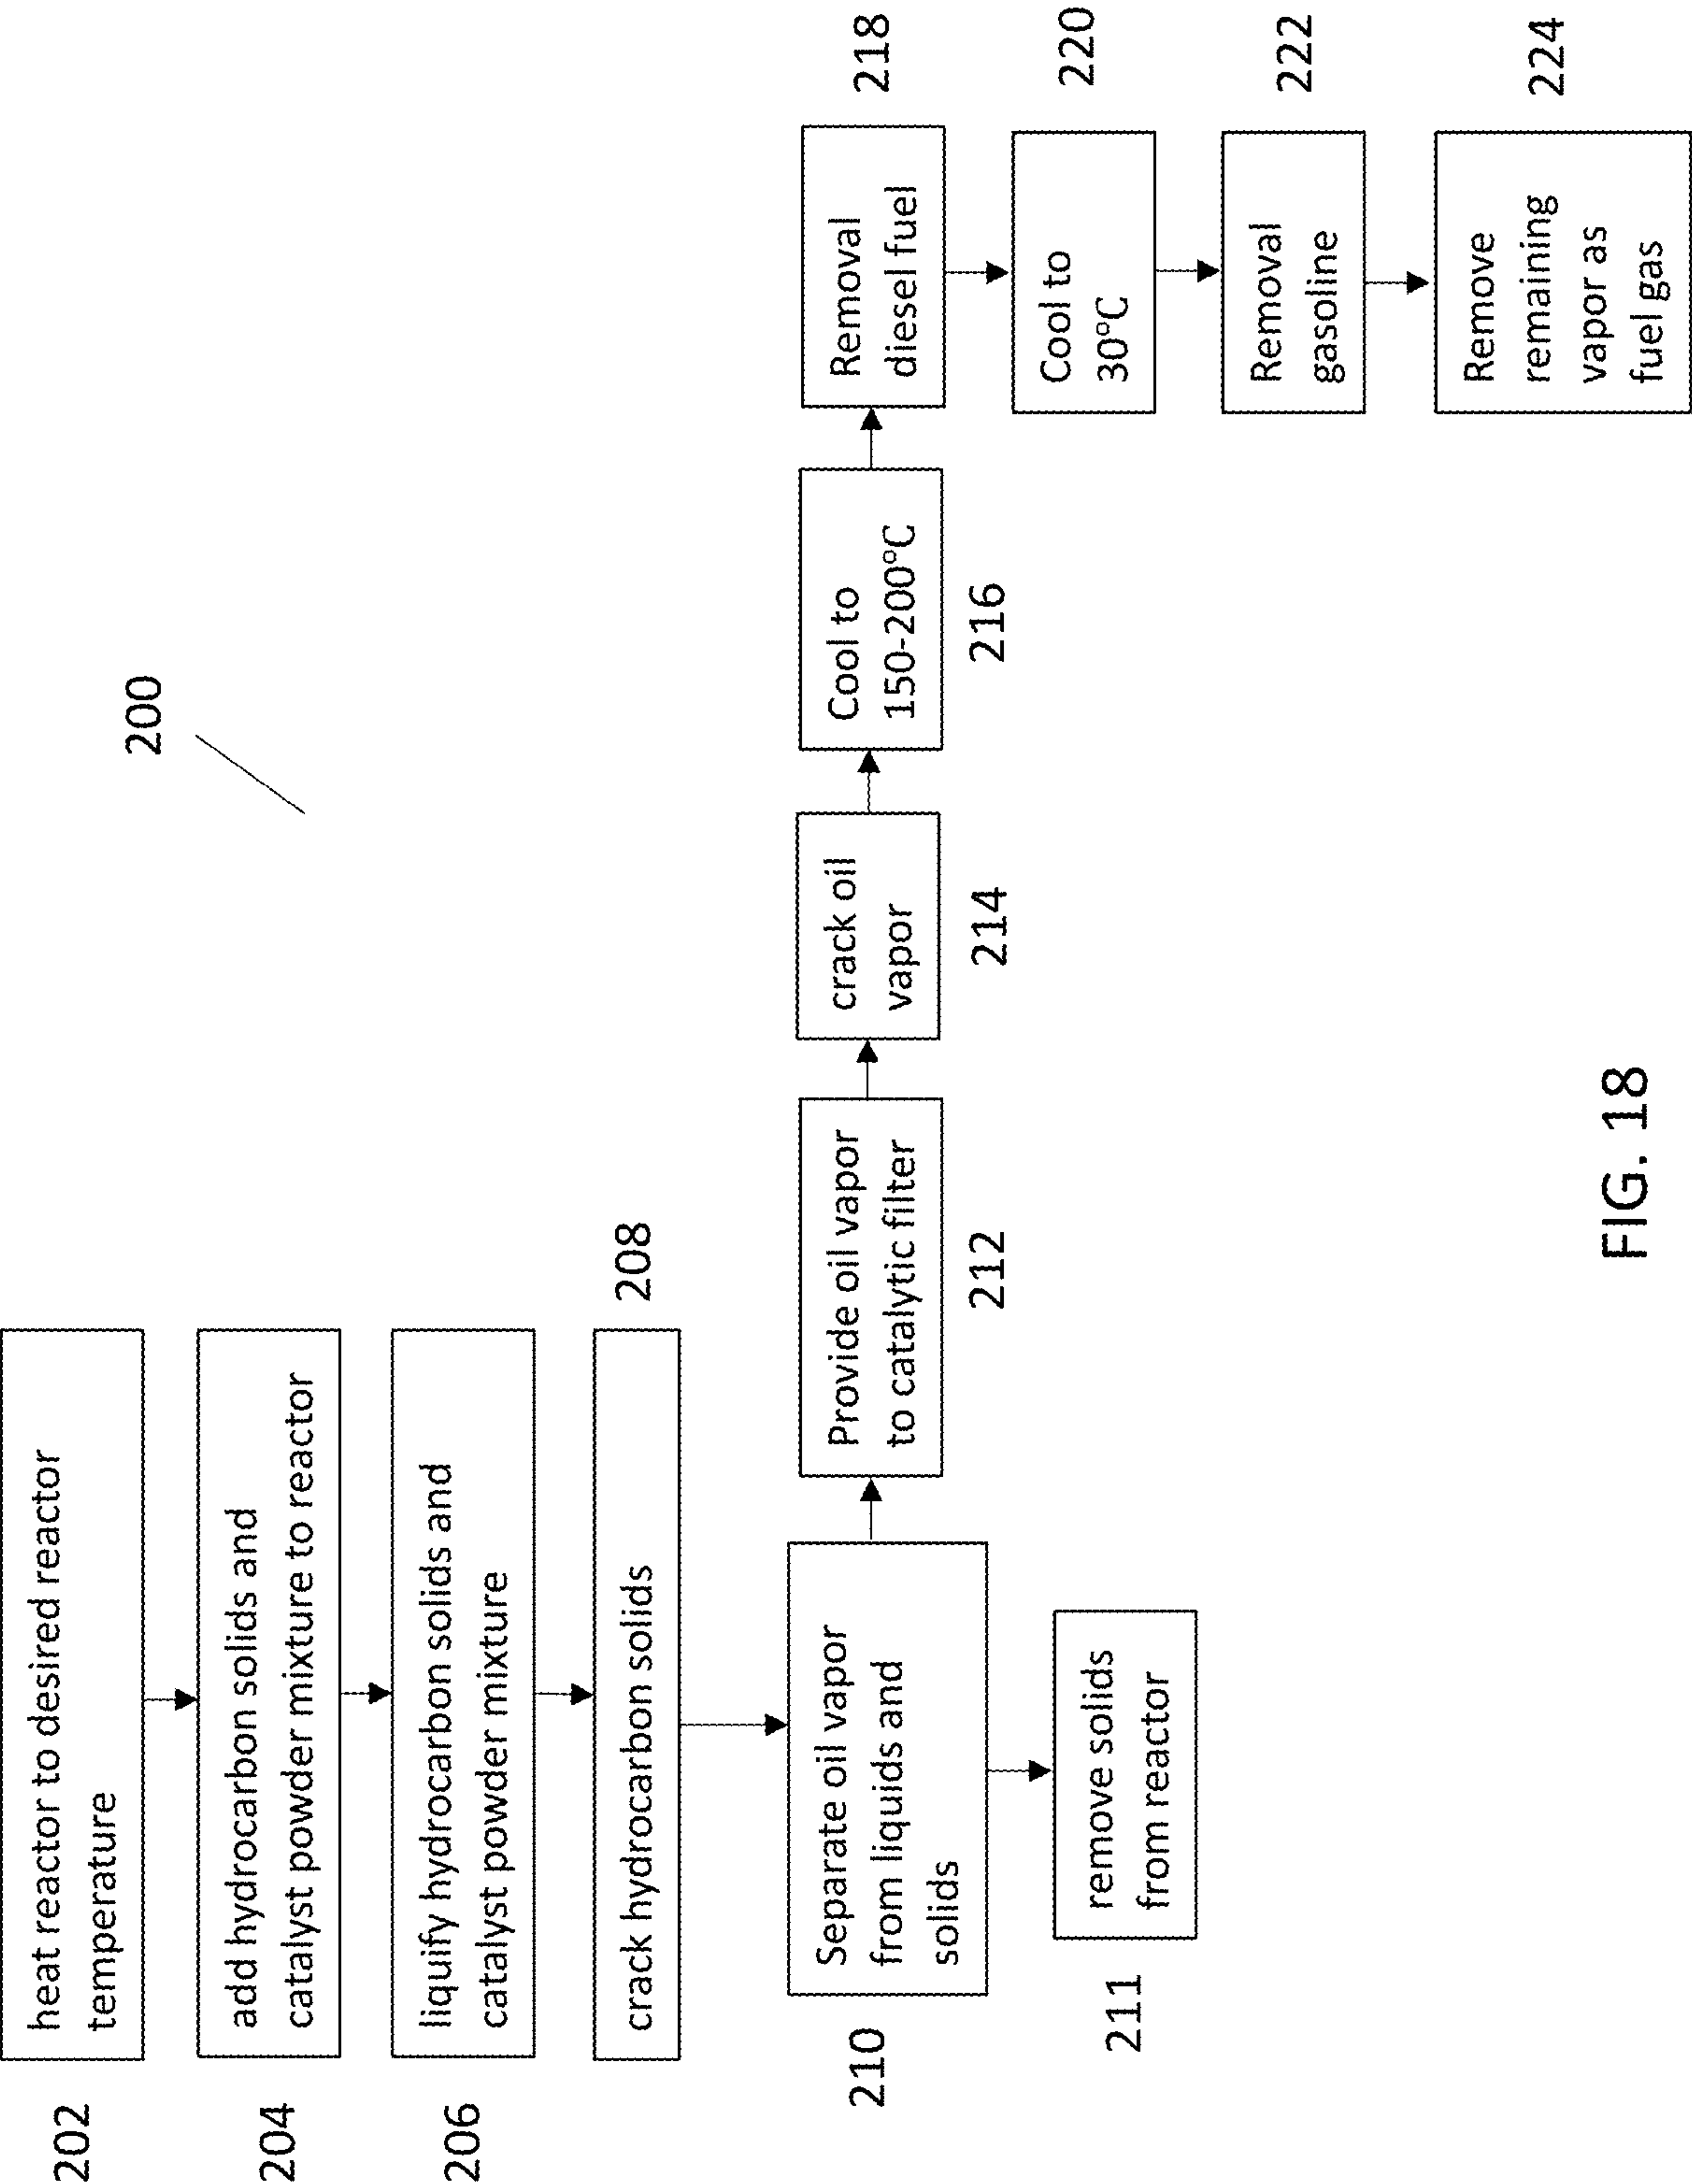 200
202
heat reactor to desired reactor
temperature
204
add hydrocarbon solids and
catalyst powder mixture to reactor
206
liquify hydrocarbon solids and
catalyst powder mixture
crack hydrocarbon solids
208
210
Separate oil vapor
from liquids and
solids
211
remove solids
from reactor
Provide oil vapor
to catalytic filter
212
crack oil
vapor
214
Cool to
150-200°C
216
Removal
diesel fuel
218
Cool to
30°C
220
Removal
gasoline
222
Remove
remaining
vapor as
fuel gas
224
FIG. 18